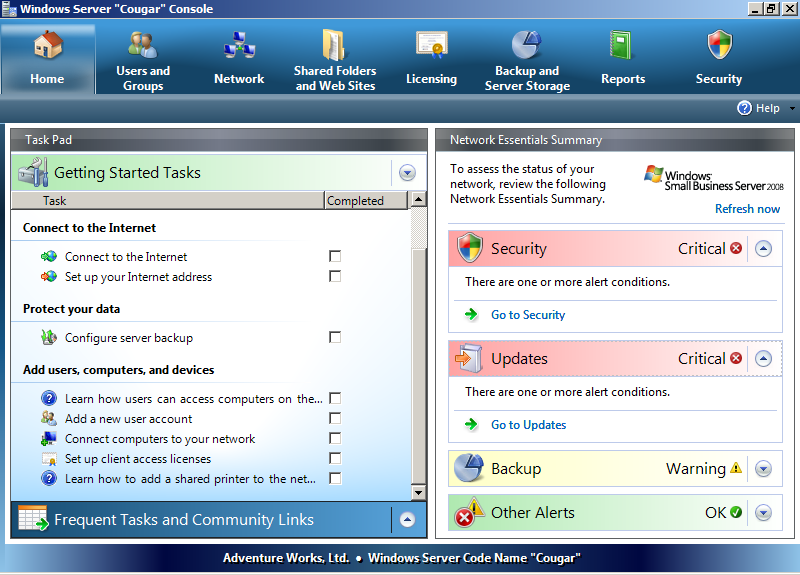 Windows Server "Cougar" Console
Home
Users and
Groups
Network
Shared Folders
and Web Sites
Licensing
Backup and
Server Storage
Reports
Security
Help
Task Pad
Getting Started Tasks
Task Completed
Connect to the Internet
Connect to the Internet
Set up your Internet address
Protect your data
Configure server backup
Add users, computers, and devices
Learn how users can access computers on the...
Add a new user account
Connect computers to your network
Set up client access licenses
Learn how to add a shared printer to the net...
Frequent Tasks and Community Links
Network Essentials Summary
To assess the status of your
network, review the following
Network Essentials Summary.
Windows
Small Business Server 2008
Refresh now
Security Critical
There are one or more alert conditions.
Go to Security
Updates Critical
There are one or more alert conditions.
Go to Updates
Backup Warning
Other Alerts OK
Adventure Works, Ltd. • Windows Server Code Name "Cougar"